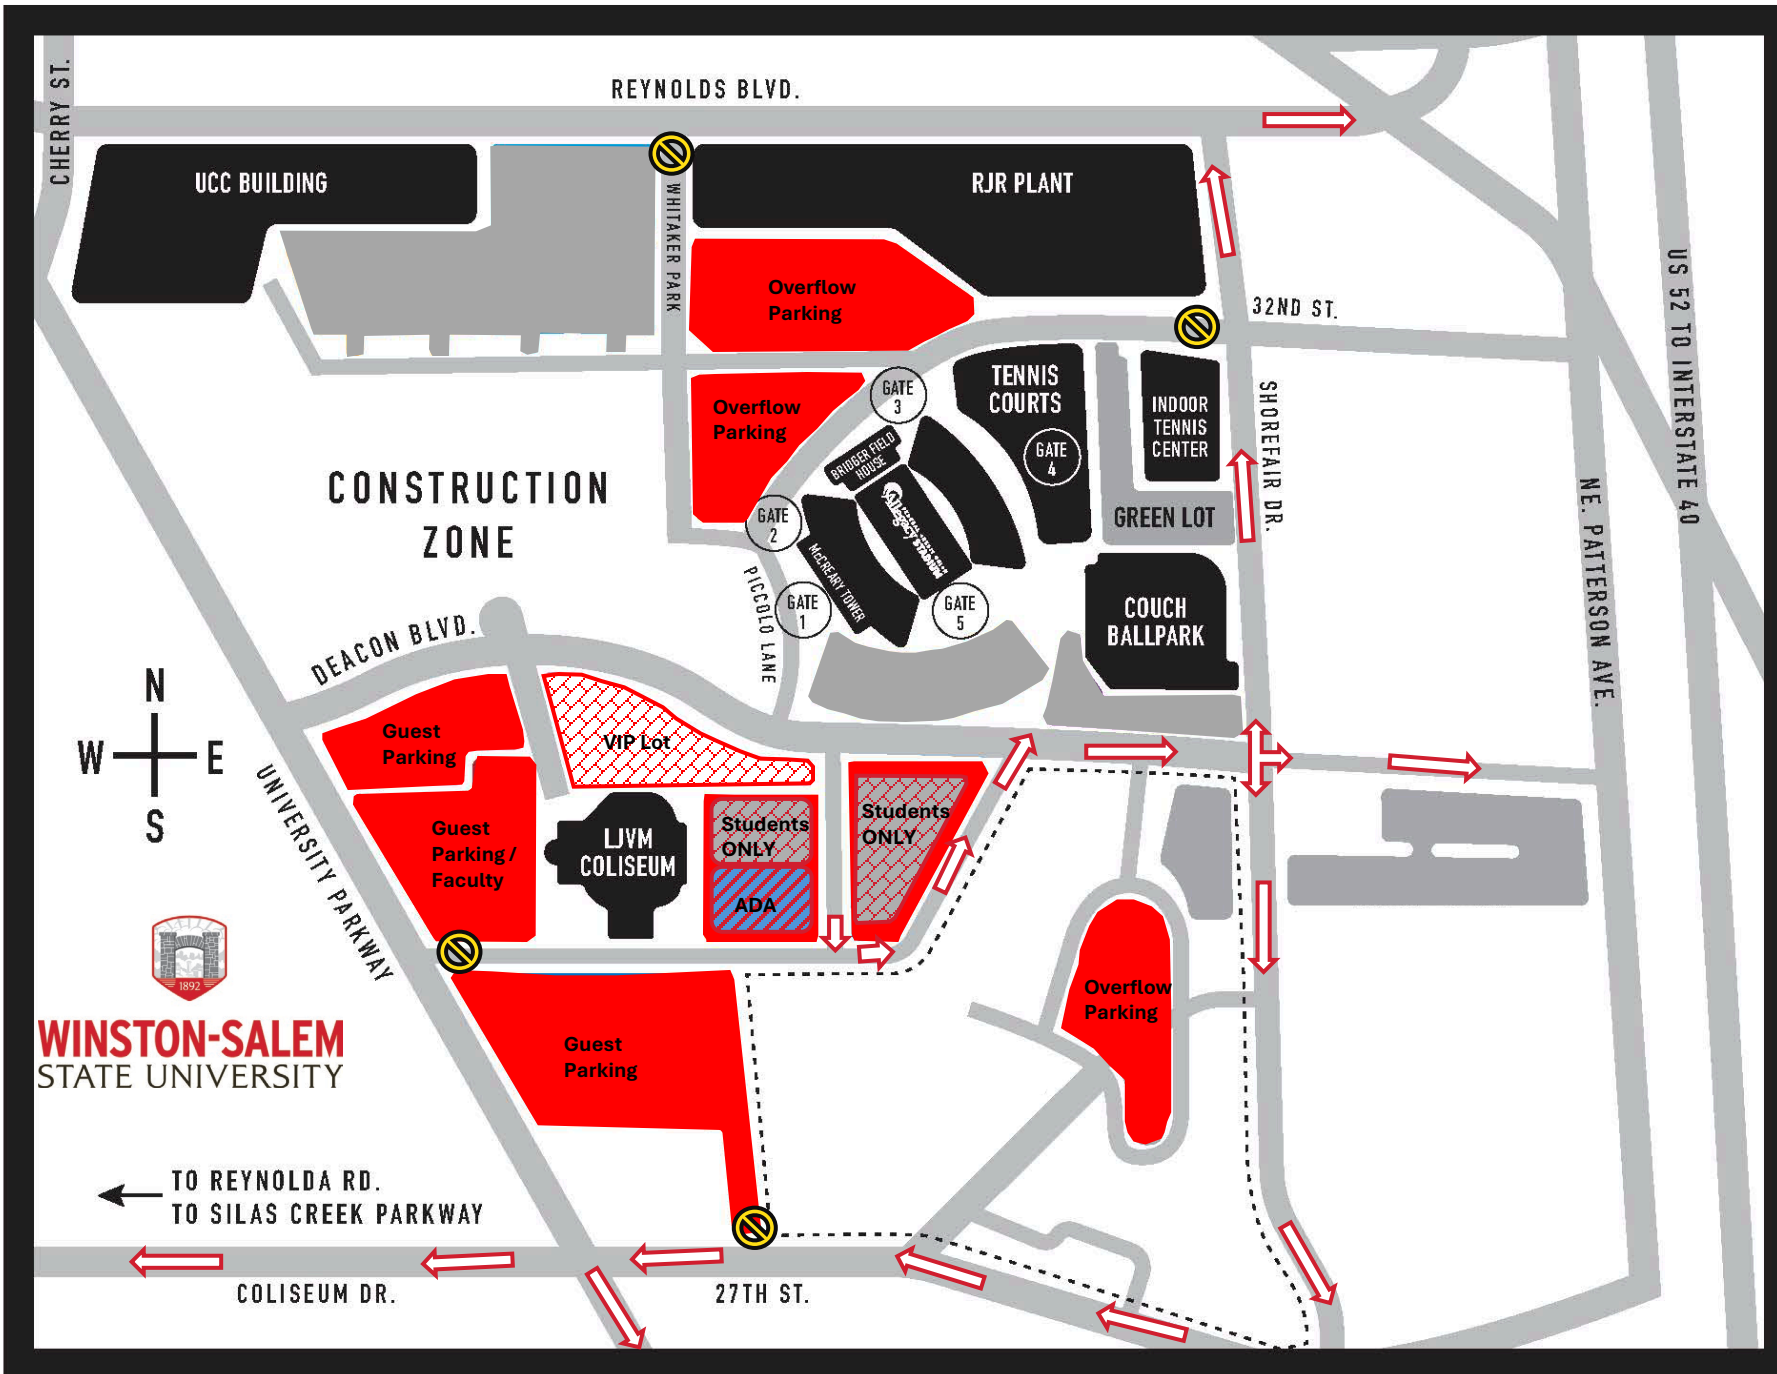 REYNOLDS BLVD.
CHERRY ST.
UCC BUILDING
RJR PLANT
WHITAKER PARK
Overflow
Parking
32ND ST.
US 52 TO INTERSTATE 40
Overflow
Parking
GATE
3
TENNIS
COURTS
GATE
4
INDOOR
TENNIS
CENTER
SHOREFAIR DR.
BRIDGER FIELD
HOUSE
CONSTRUCTION
ZONE
GATE
2
Allegacy
STADIUM
GREEN LOT
NE. PATTERSON AVE.
McCREARY TOWER
PICCOLO LANE
GATE
1
GATE
5
COUCH
BALLPARK
DEACON BLVD.
N
W
E
S
Guest
Parking
VIP Lot
UNIVERSITY PARKWAY
Guest
Parking /
Faculty
LJVM
COLISEUM
Students
ONLY
ADA
Students
ONLY
1892
WINSTON-SALEM
STATE UNIVERSITY
Guest
Parking
Overflow
Parking
TO REYNOLDA RD.
TO SILAS CREEK PARKWAY
COLISEUM DR.
27TH ST.